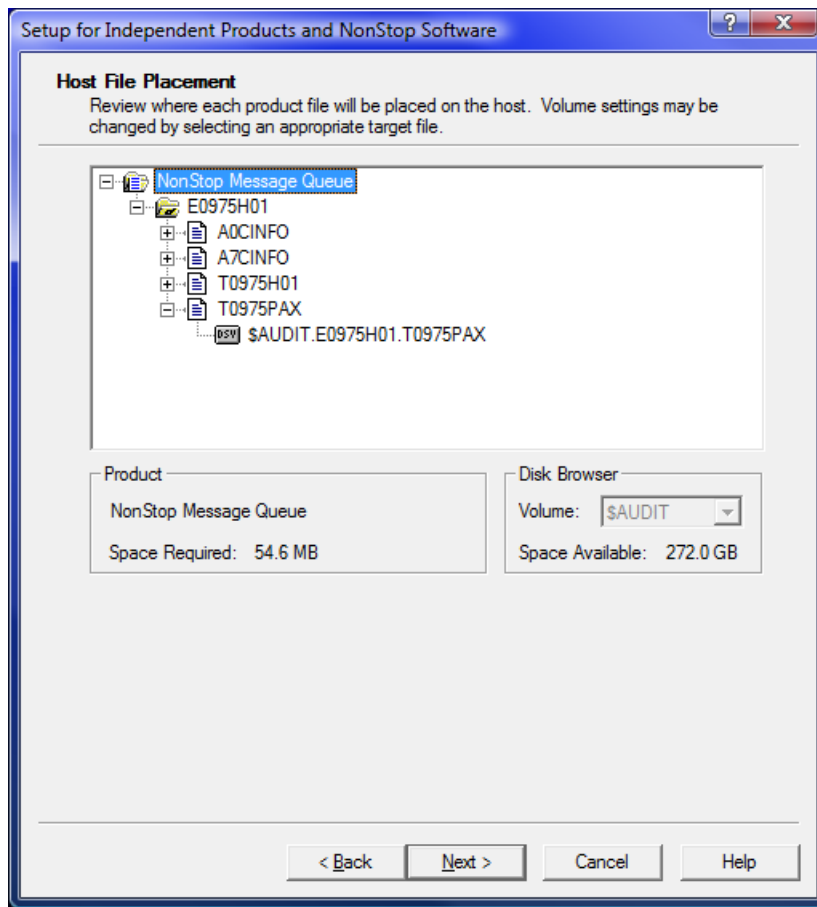 Setup for Independent Products and NonStop Software
Host File Placement
Review where each product file will be placed on the host. Volume settings may be
changed by selecting an appropriate target file.
NonStop Message Queue
E0975H01
A0CINFO
A7CINFO
T0975H01
T0975PAX
DSV $AUDIT.E0975H01.T0975PAX
Product
NonStop Message Queue
Space Required: 54.6 MB
Disk Browser
Volume: $AUDIT
Space Available: 272.0 GB
< Back
Next >
Cancel
Help